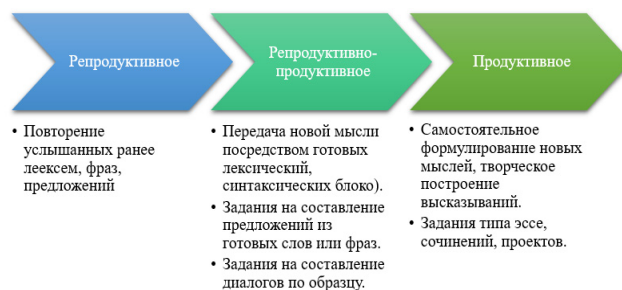 Репродуктивное
• Повторение
услышанных ранее
леексем, фраз,
предложений
Репродуктивно-
продуктивное
• Передача новой мысли
посредством готовых
лексический,
синтаксических блоко).
• Задания на составление
предложений из
готовых слов или фраз.
• Задания на составление
диалогов по образцу.
Продуктивное
• Самостоятельное
формулирование новых
мыслей, творческое
построение
высказываний.
• Задания типа эссе,
сочинений, проектов.